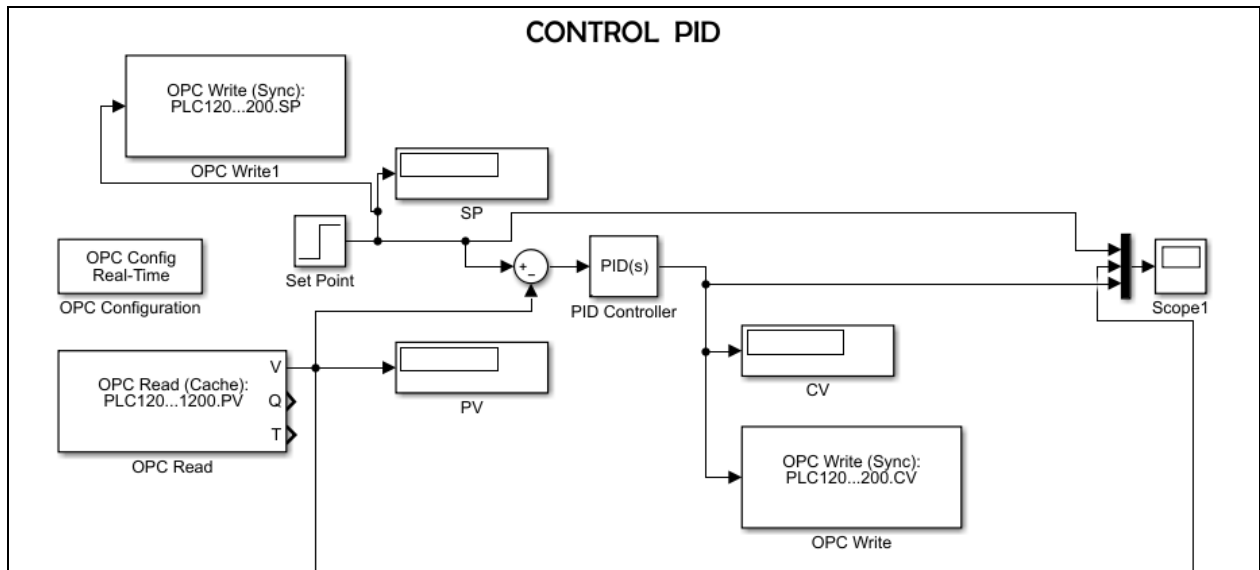 CONTROL PID
OPC Write (Sync):
PLC120...200.SP
OPC Write1
SP
Set Point
OPC Config
Real-Time
OPC Configuration
+
−
PID(s)
PID Controller
Scope1
OPC Read (Cache):
PLC120...1200.PV
V
Q
T
OPC Read
PV
CV
OPC Write (Sync):
PLC120...200.CV
OPC Write